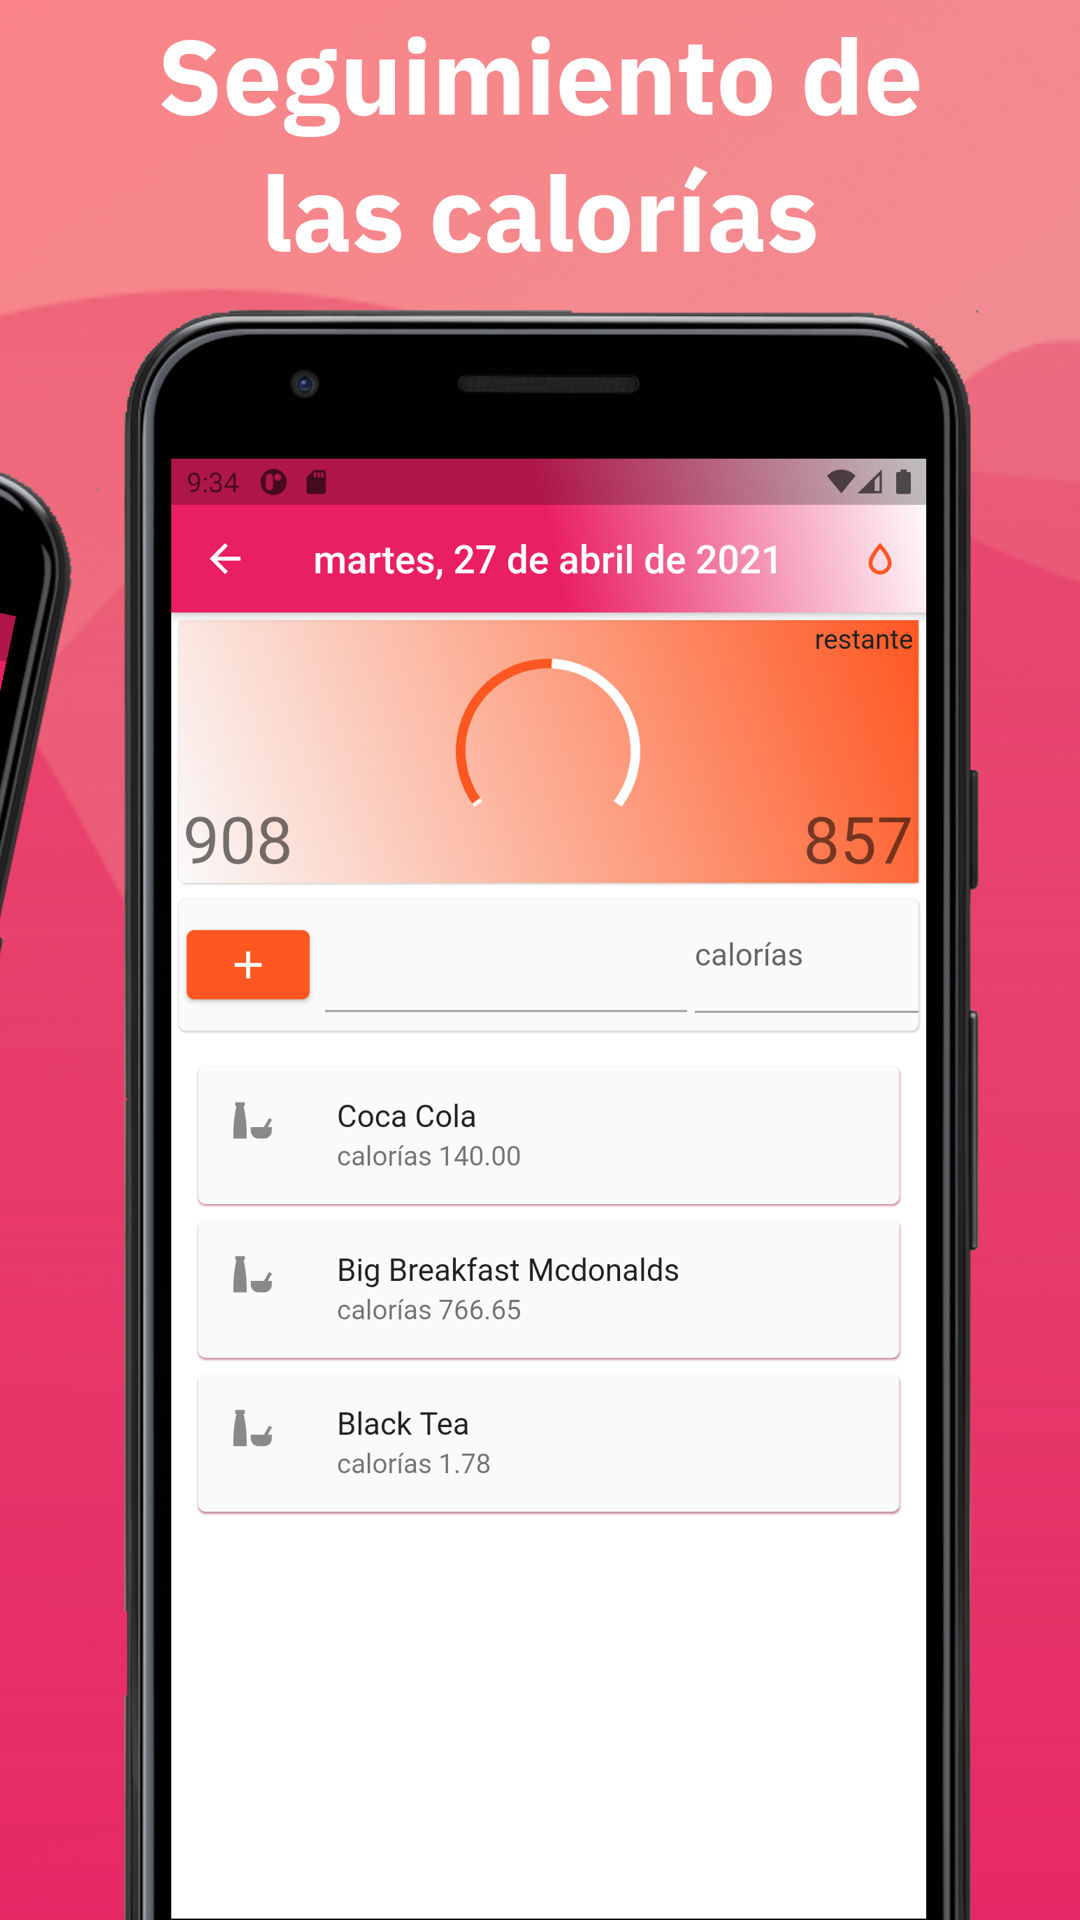 Seguimiento de
las calorías
9:34
martes, 27 de abril de 2021
restante
908
857
+
calorías
Coca Cola
calorías 140.00
Big Breakfast Mcdonalds
calorías 766.65
Black Tea
calorías 1.78